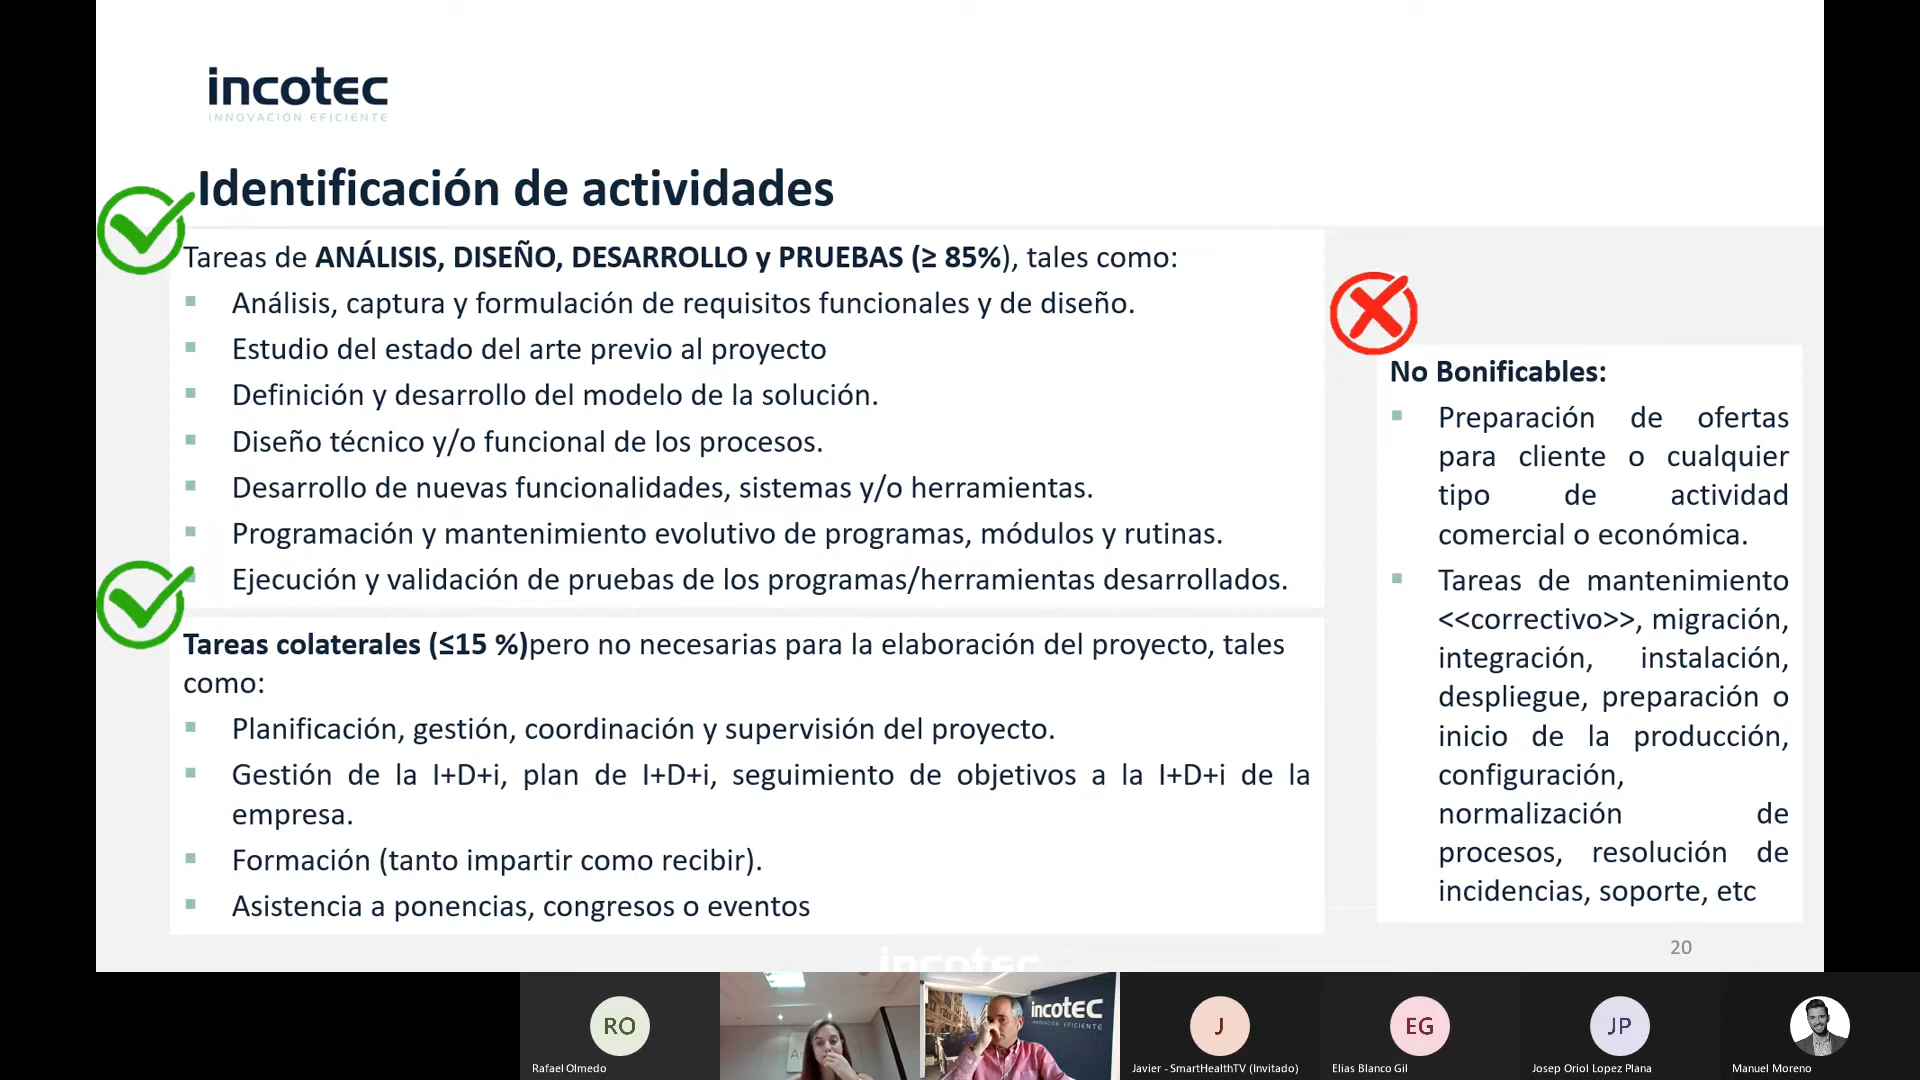 incotec
INNOVACIÓN EFICIENTE
Identificación de actividades
Tareas de ANÁLISIS, DISEÑO, DESARROLLO y PRUEBAS (≥ 85%), tales como:
Análisis, captura y formulación de requisitos funcionales y de diseño.
Estudio del estado del arte previo al proyecto
Definición y desarrollo del modelo de la solución.
Diseño técnico y/o funcional de los procesos.
Desarrollo de nuevas funcionalidades, sistemas y/o herramientas.
Programación y mantenimiento evolutivo de programas, módulos y rutinas.
Ejecución y validación de pruebas de los programas/herramientas desarrollados.
Tareas colaterales (≤15 %)pero no necesarias para la elaboración del proyecto, tales
como:
Planificación, gestión, coordinación y supervisión del proyecto.
Gestión de la I+D+i, plan de I+D+i, seguimiento de objetivos a la I+D+i de la
empresa.
Formación (tanto impartir como recibir).
Asistencia a ponencias, congresos o eventos
No Bonificables:
Preparación de ofertas
para cliente o cualquier
tipo de actividad
comercial o económica.
Tareas de mantenimiento
<<correctivo>>, migración,
integración, instalación,
despliegue, preparación o
inicio de la producción,
configuración,
normalización de
procesos, resolución de
incidencias, soporte, etc
20
incotec
RO
Rafael Olmedo
incotec
INNOVACIÓN EFICIENTE
J
Javier - SmartHealthTV (Invitado)
EG
Elias Blanco Gil
JP
Josep Oriol Lopez Plana
Manuel Moreno